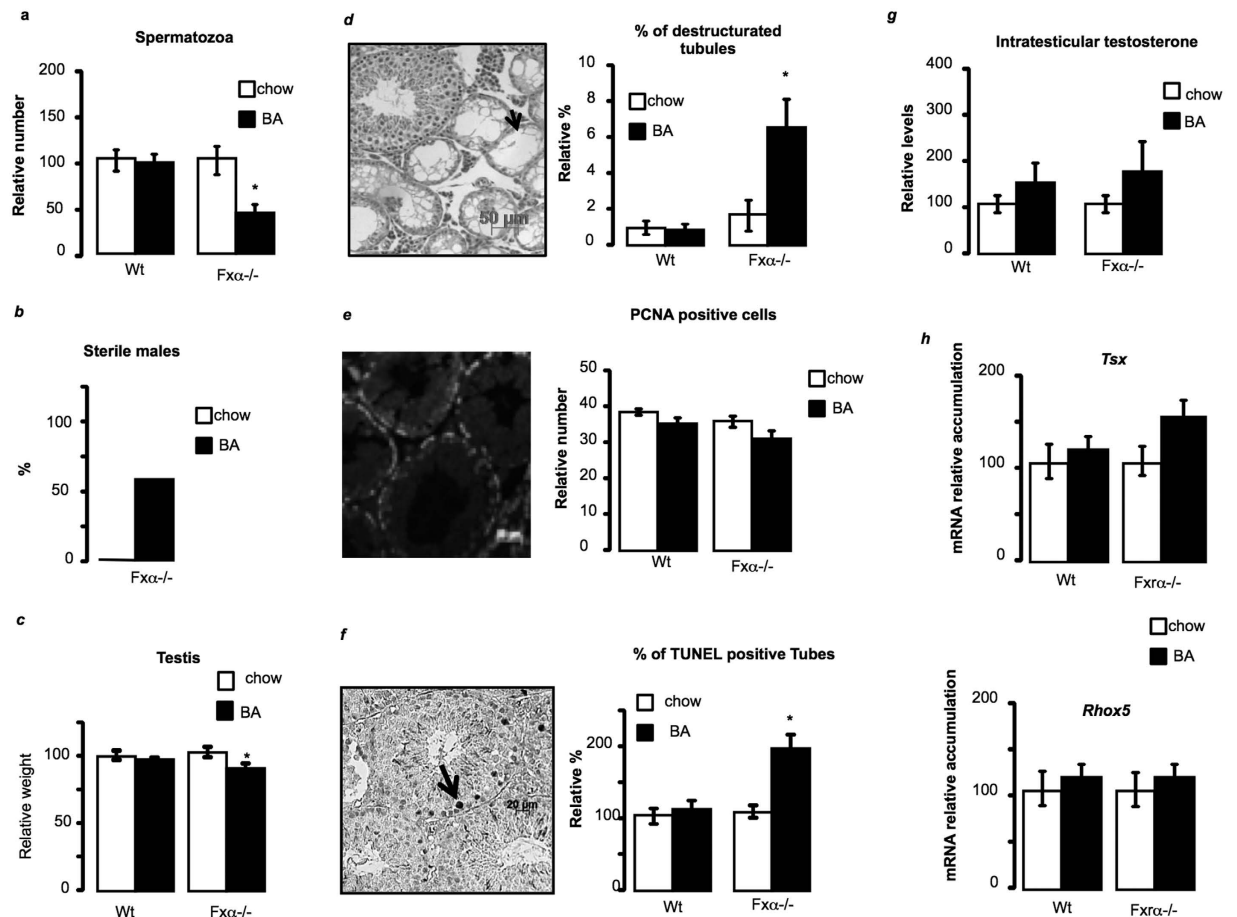 a
Spermatozoa
200
150
100
50
0
Relative number
chow
BA
*
Wt
Fxα-/-
b
Sterile males
100
50
0
%
chow
BA
Fxα-/-
c
Testis
chow
BA
100
50
0
Relative weight
*
Wt
Fxα-/-
d
% of destructurated
tubules
50 µm
10
8
6
4
2
0
Relative %
chow
BA
*
Wt
Fxα-/-
e
PCNA positive cells
50
40
30
20
10
0
Relative number
chow
BA
Wt
Fxα-/-
f
% of TUNEL positive Tubes
20 µm
chow
BA
200
100
0
Relative %
*
Wt
Fxα-/-
g
Intratesticular testosterone
400
300
200
100
0
Relative levels
chow
BA
Wt
Fxα-/-
h
Tsx
200
100
0
mRNA relative accumulation
Wt
Fxrα-/-
chow
BA
Rhox5
200
100
0
mRNA relative accumulation
Wt
Fxrα-/-